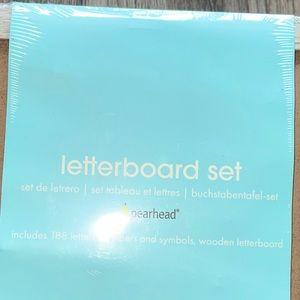 letterboard set
set de letrero | set tableau et lettres | buchstabentafel-set
pearhead®
includes 188 and symbols, wooden letterboard